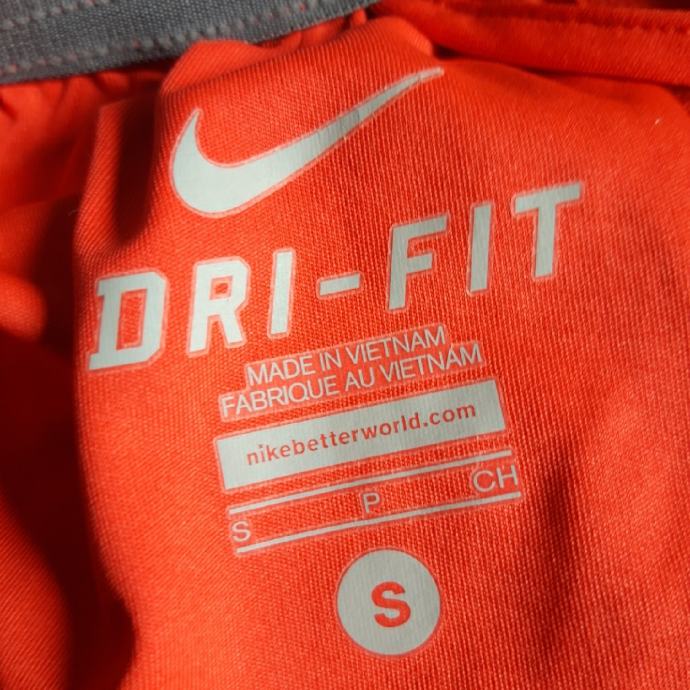 DRI-FIT
MADE IN VIETNAM
FABRIQUE AU VIETNAM
nikebetterworld.com
S P CH
S